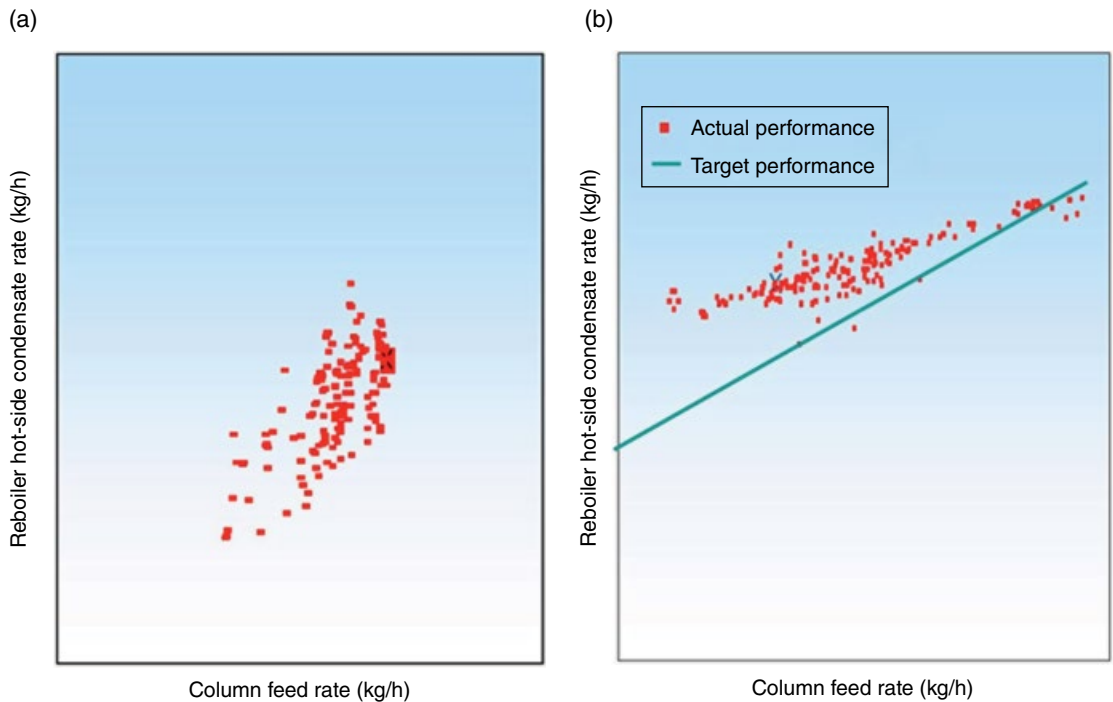 (a)
Reboiler hot-side condensate rate (kg/h)
Column feed rate (kg/h)
(b)
Reboiler hot-side condensate rate (kg/h)
Actual performance
Target performance
Column feed rate (kg/h)